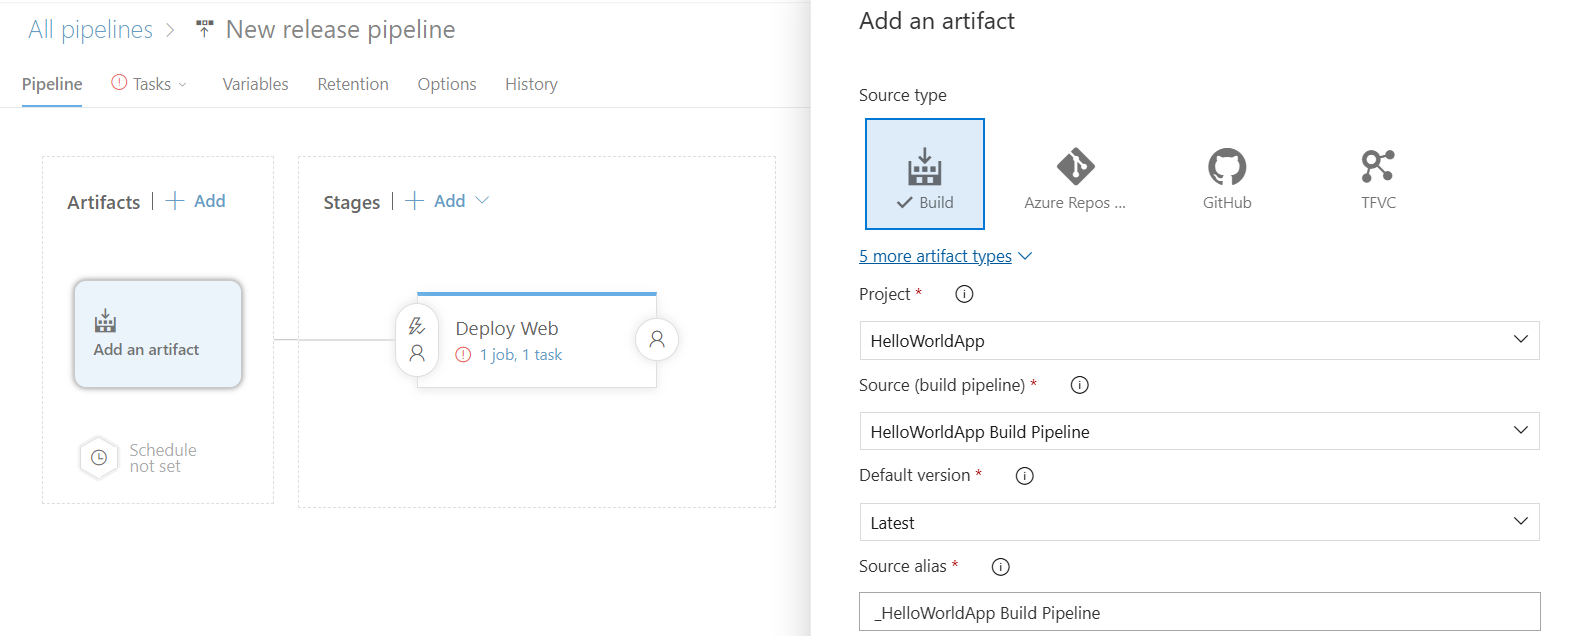 All pipelines > New release pipeline
Pipeline Tasks Variables Retention Options History
Artifacts | + Add
Stages | + Add
Add an artifact
Schedule
not set
Deploy Web
1 job, 1 task
Add an artifact
Source type
Build
Azure Repos ...
GitHub
TFVC
5 more artifact types
Project *
HelloWorldApp
Source (build pipeline) *
HelloWorldApp Build Pipeline
Default version *
Latest
Source alias *
_HelloWorldApp Build Pipeline